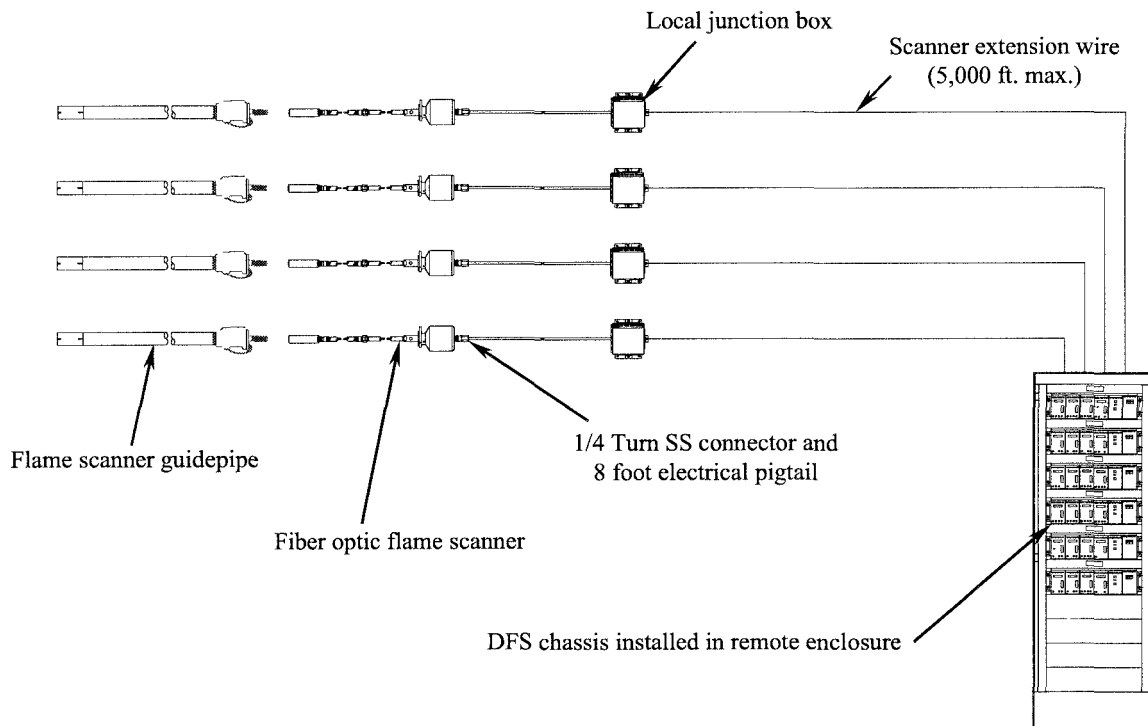 Local junction box
Scanner extension wire
(5,000 ft. max.)
1/4 Turn SS connector and
8 foot electrical pigtail
Flame scanner guidepipe
Fiber optic flame scanner
DFS chassis installed in remote enclosure